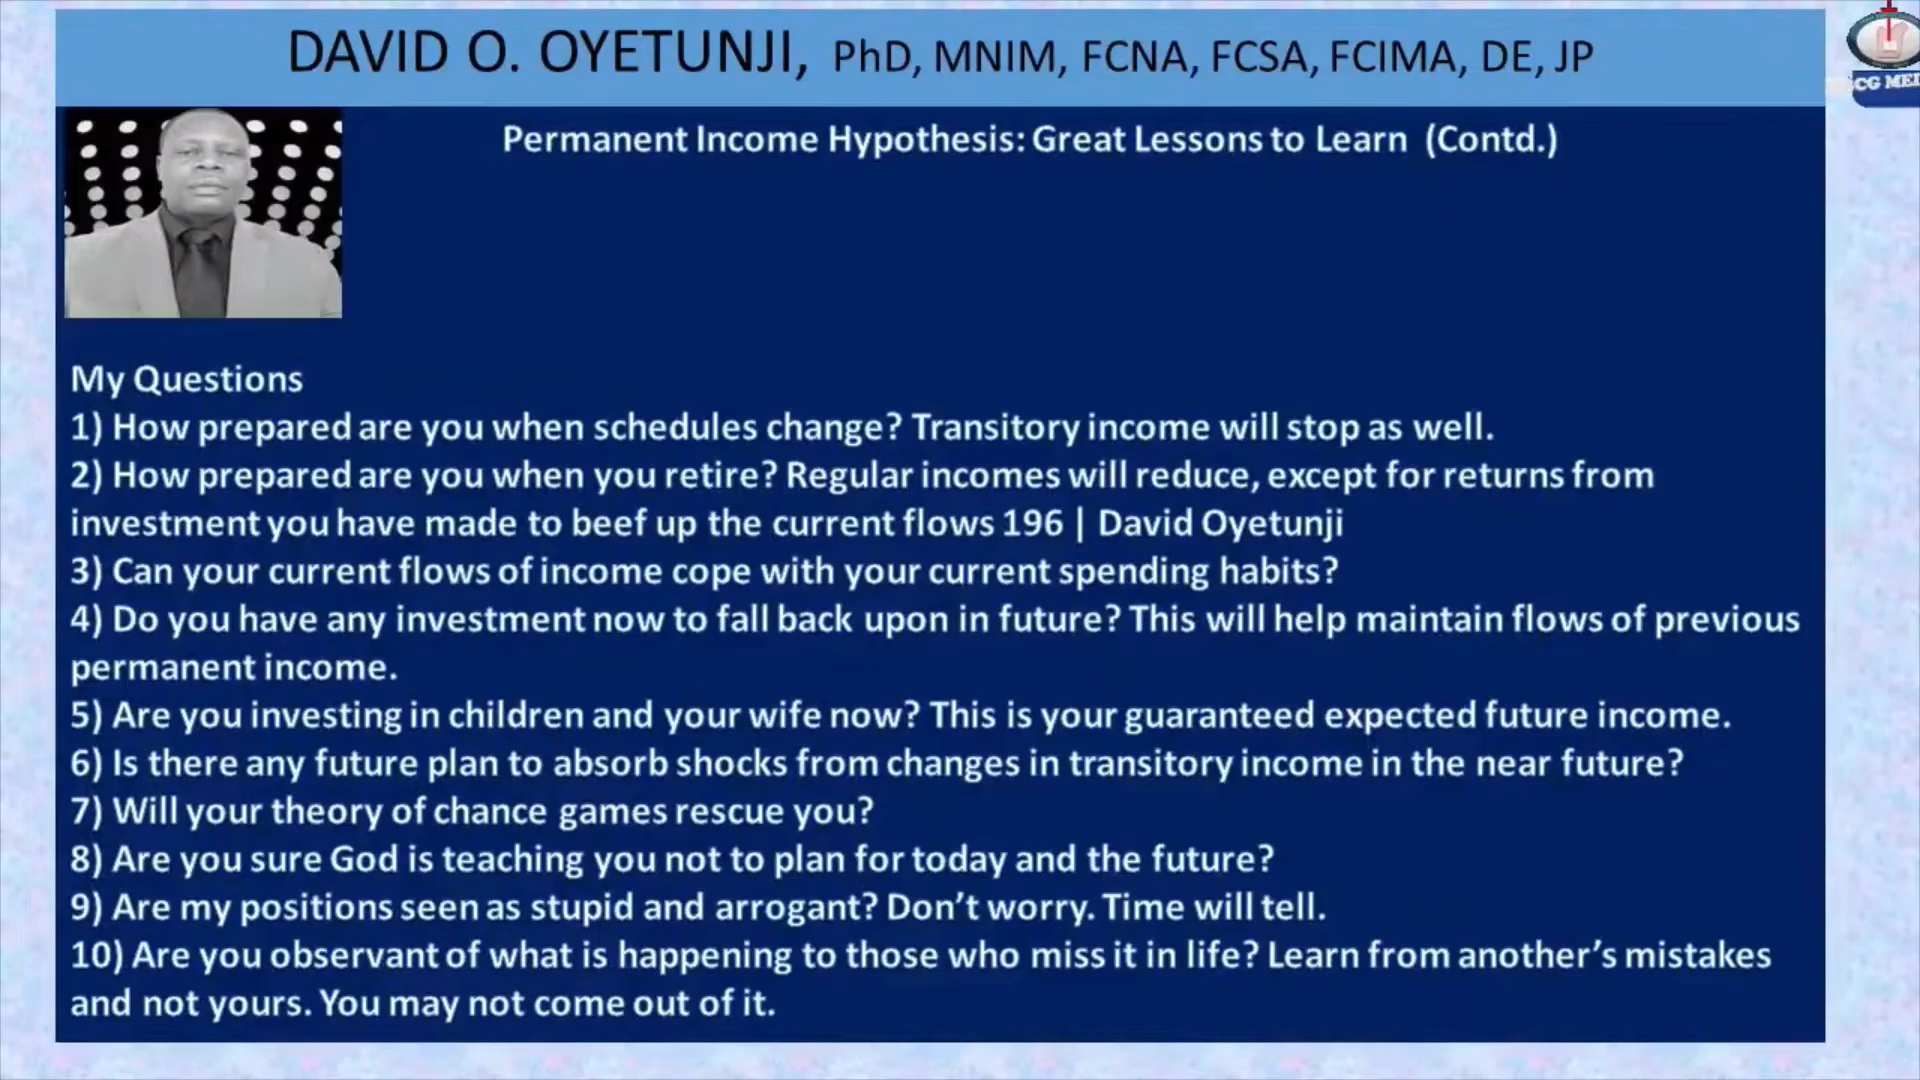 DAVID O. OYETUNJI, PhD, MNIM, FCNA, FCSA, FCIMA, DE, JP
CG MED
Permanent Income Hypothesis: Great Lessons to Learn (Contd.)
My Questions
1) How prepared are you when schedules change? Transitory income will stop as well.
2) How prepared are you when you retire? Regular incomes will reduce, except for returns from
investment you have made to beef up the current flows 196 | David Oyetunji
3) Can your current flows of income cope with your current spending habits?
4) Do you have any investment now to fall back upon in future? This will help maintain flows of previous
permanent income.
5) Are you investing in children and your wife now? This is your guaranteed expected future income.
6) Is there any future plan to absorb shocks from changes in transitory income in the near future?
7) Will your theory of chance games rescue you?
8) Are you sure God is teaching you not to plan for today and the future?
9) Are my positions seen as stupid and arrogant? Don’t worry. Time will tell.
10) Are you observant of what is happening to those who miss it in life? Learn from another’s mistakes
and not yours. You may not come out of it.